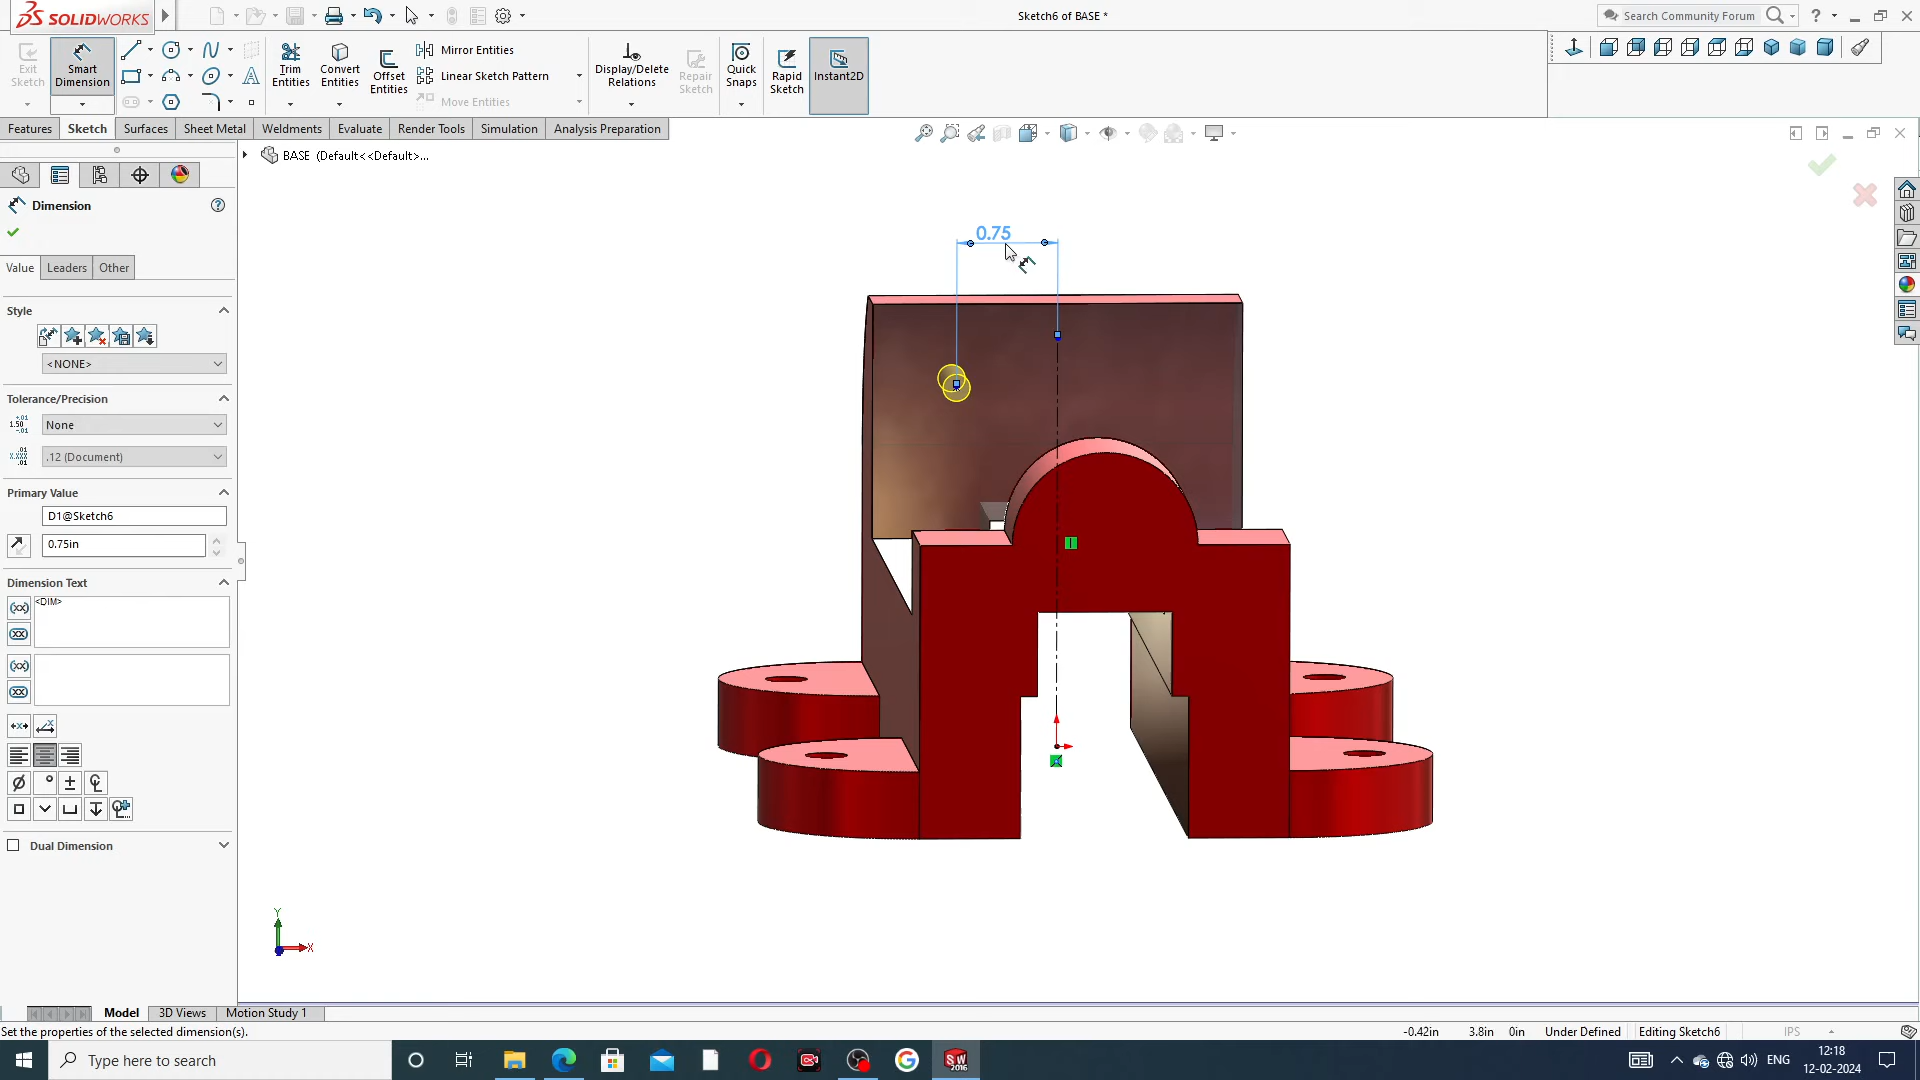 SOLIDWORKS
Sketch6 of BASE *
Search Community Forum
Exit Sketch
Smart Dimension
Trim Entities
Convert Entities
Offset Entities
Mirror Entities
Linear Sketch Pattern
Move Entities
Display/Delete Relations
Repair Sketch
Quick Snaps
Rapid Sketch
Instant2D
Features
Sketch
Surfaces
Sheet Metal
Weldments
Evaluate
Render Tools
Simulation
Analysis Preparation
BASE (Default<<Default>...
Dimension
Value
Leaders
Other
Style
<NONE>
Tolerance/Precision
None
.12 (Document)
Primary Value
D1@Sketch6
0.75in
Dimension Text
<DIM>
Dual Dimension
0.75
Y
X
Model
3D Views
Motion Study 1
Set the properties of the selected dimension(s).
-0.42in
3.8in
0in
Under Defined
Editing Sketch6
IPS
Type here to search
ENG
12:18
12-02-2024